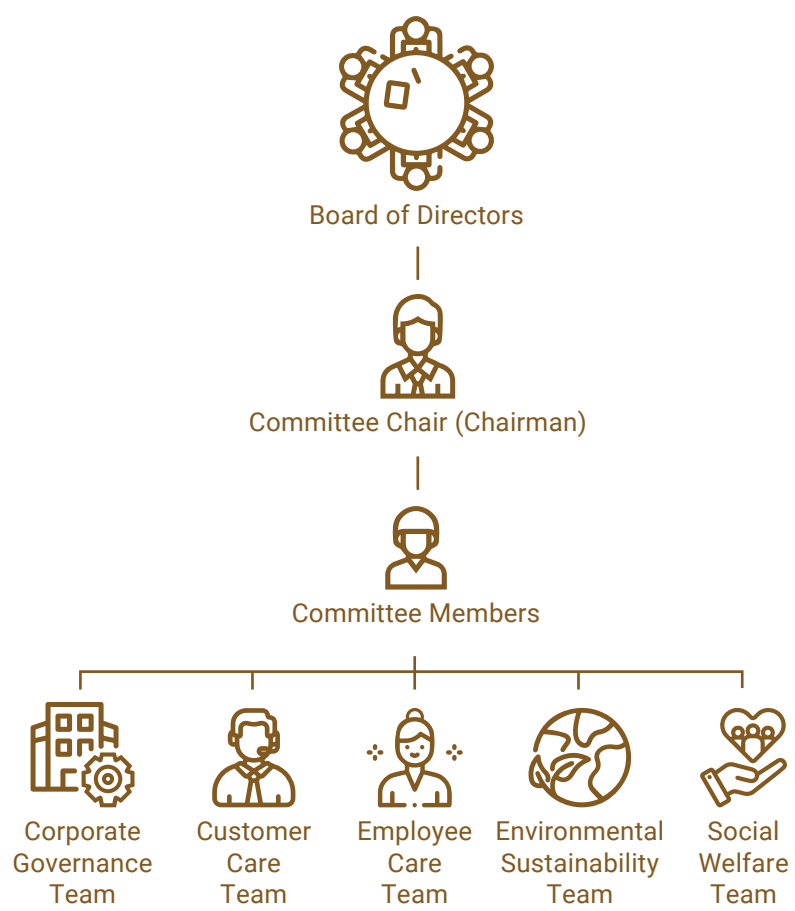 Board of Directors
Committee Chair (Chairman)
Committee Members
Corporate
Governance
Team
Customer
Care
Team
Employee
Care
Team
Environmental
Sustainability
Team
Social
Welfare
Team